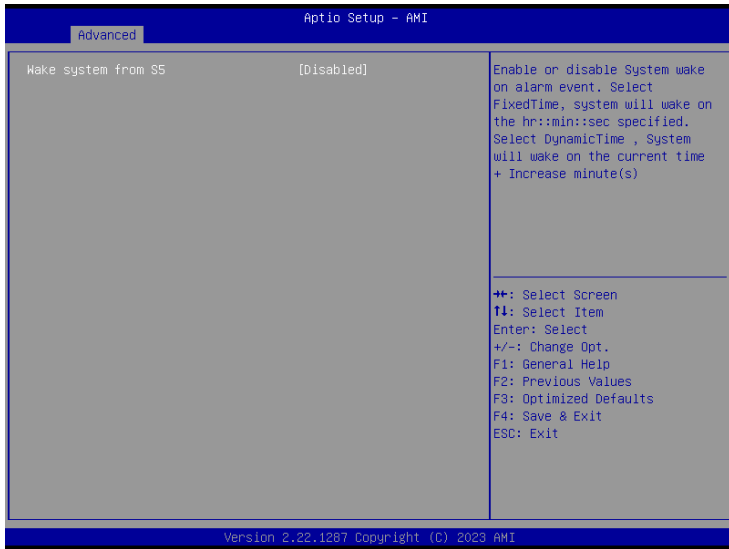 Aptio Setup - AMI
Advanced
Wake system from S5 [Disabled]
Enable or disable System wake
on alarm event. Select
FixedTime, system will wake on
the hr::min::sec specified.
Select DynamicTime , System
will wake on the current time
+ Increase minute(s)
→←: Select Screen
↑↓: Select Item
Enter: Select
+/-: Change Opt.
F1: General Help
F2: Previous Values
F3: Optimized Defaults
F4: Save & Exit
ESC: Exit
Version 2.22.1287 Copyright (C) 2023 AMI